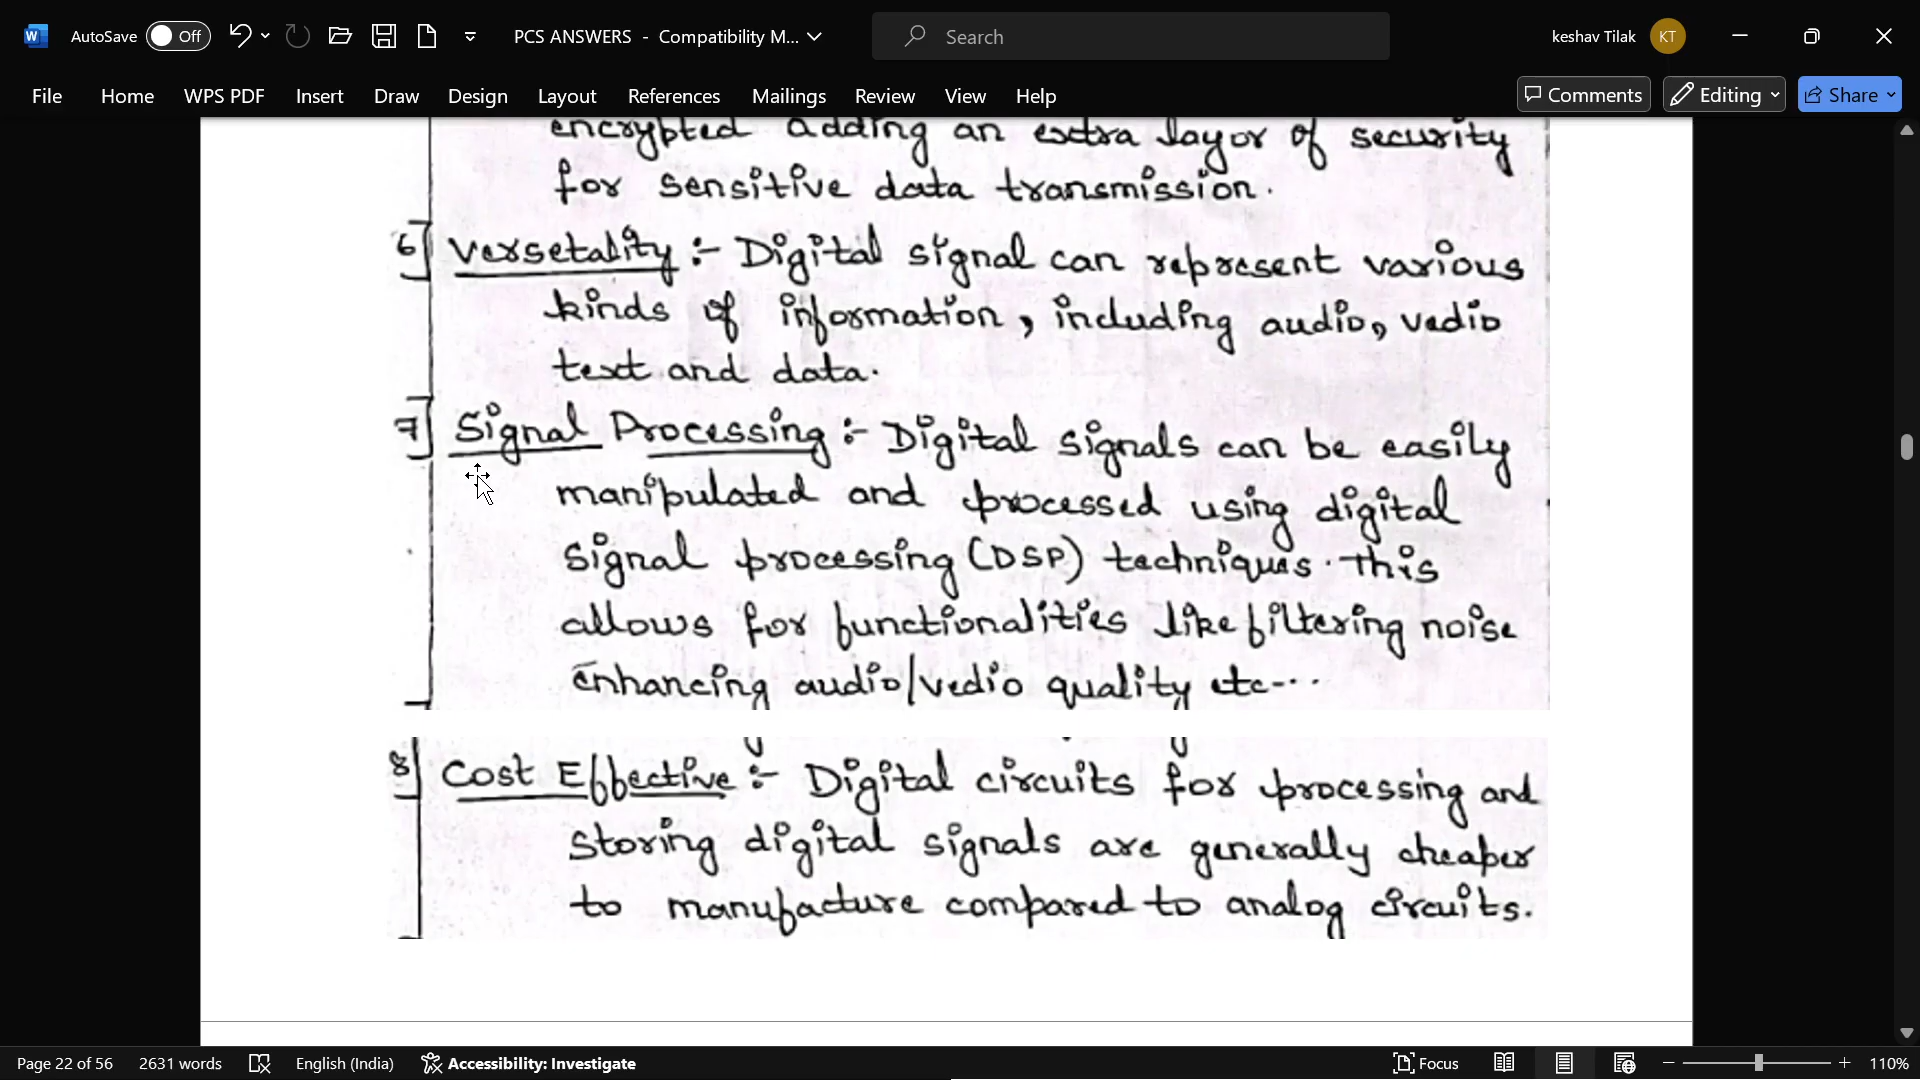 AutoSave Off PCS ANSWERS - Compatibility M... Search keshav Tilak KT
File Home WPS PDF Insert Draw Design Layout References Mailings Review View Help Comments Editing Share
encrypted adding an extra layor of security
for sensitive data transmission.
6] Versetality :- Digital signal can represent various
kinds of information, including audio, vedio
text and data.
7] Signal Processing :- Digital signals can be easily
manipulated and processed using digital
signal processing (DSP) techniques. this
allows for functionalities like filtering noise
enhancing audio/vedio quality etc---
8] Cost Effective :- Digital circuits for processing and
storing digital signals are generally cheaper
to manufacture compared to analog circuits.
Page 22 of 56 2631 words English (India) Accessibility: Investigate Focus 110%